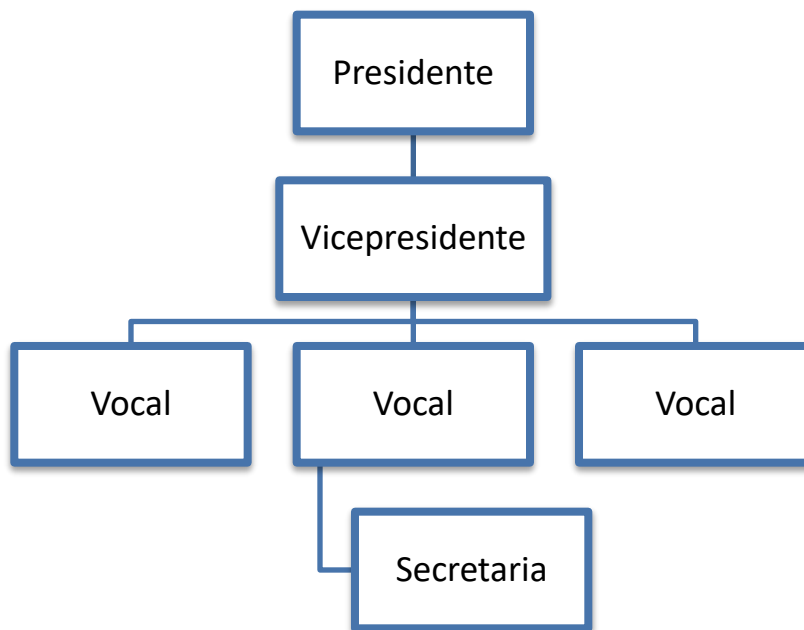 Presidente
Vicepresidente
Vocal
Vocal
Vocal
Secretaria